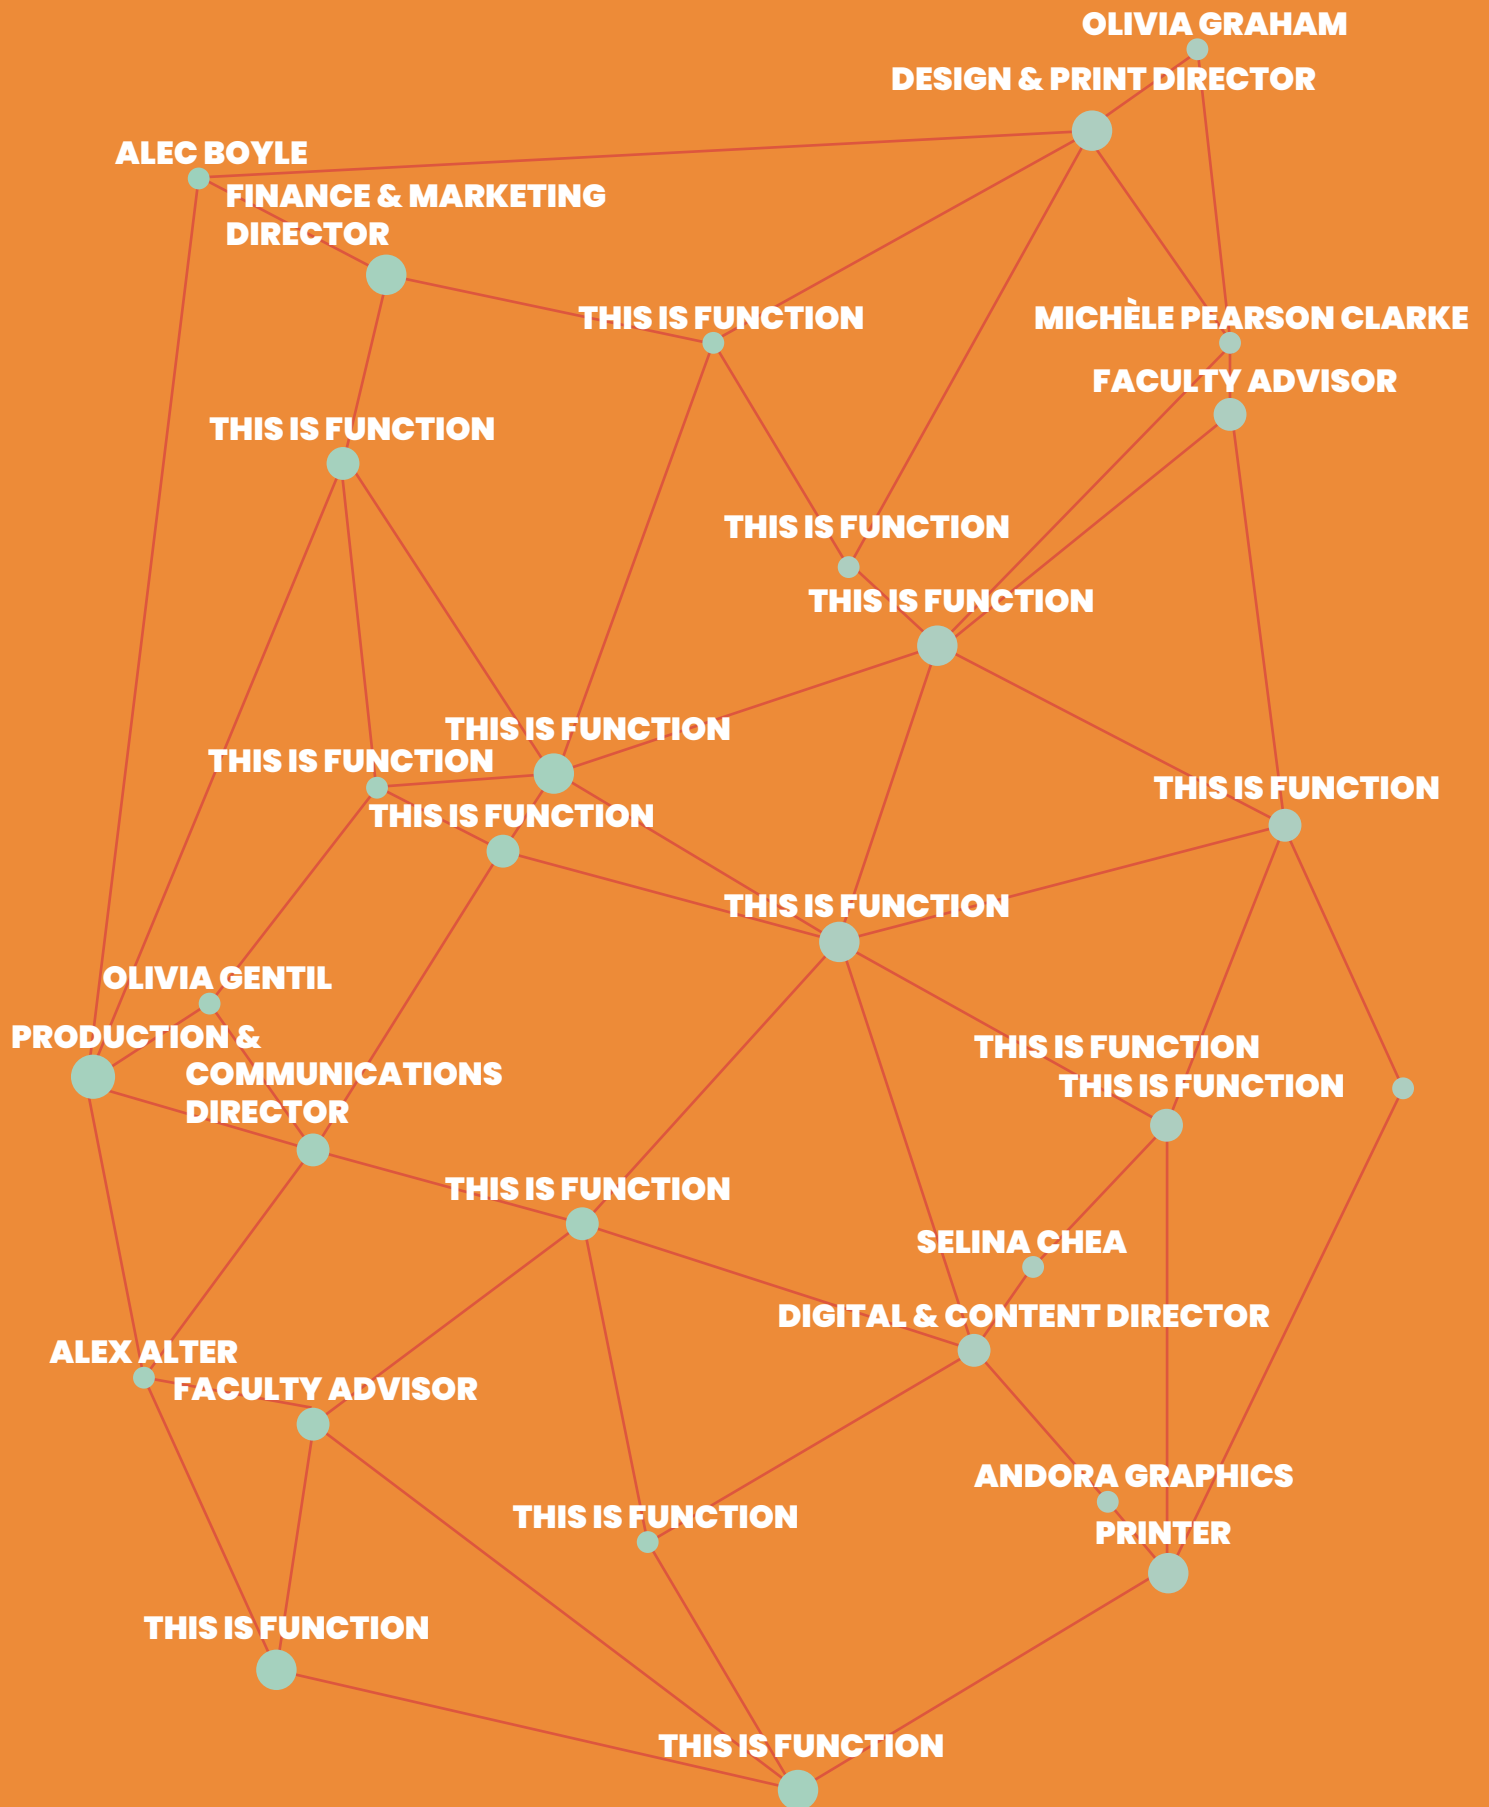 OLIVIA GRAHAM
DESIGN & PRINT DIRECTOR
ALEC BOYLE
FINANCE & MARKETING
DIRECTOR
THIS IS FUNCTION
MICHÈLE PEARSON CLARKE
FACULTY ADVISOR
THIS IS FUNCTION
THIS IS FUNCTION
THIS IS FUNCTION
THIS IS FUNCTION
THIS IS FUNCTION
THIS IS FUNCTION
THIS IS FUNCTION
THIS IS FUNCTION
OLIVIA GENTIL
PRODUCTION &
COMMUNICATIONS
DIRECTOR
THIS IS FUNCTION
THIS IS FUNCTION
THIS IS FUNCTION
SELINA CHEA
DIGITAL & CONTENT DIRECTOR
ALEX ALTER
FACULTY ADVISOR
ANDORA GRAPHICS
PRINTER
THIS IS FUNCTION
THIS IS FUNCTION
THIS IS FUNCTION